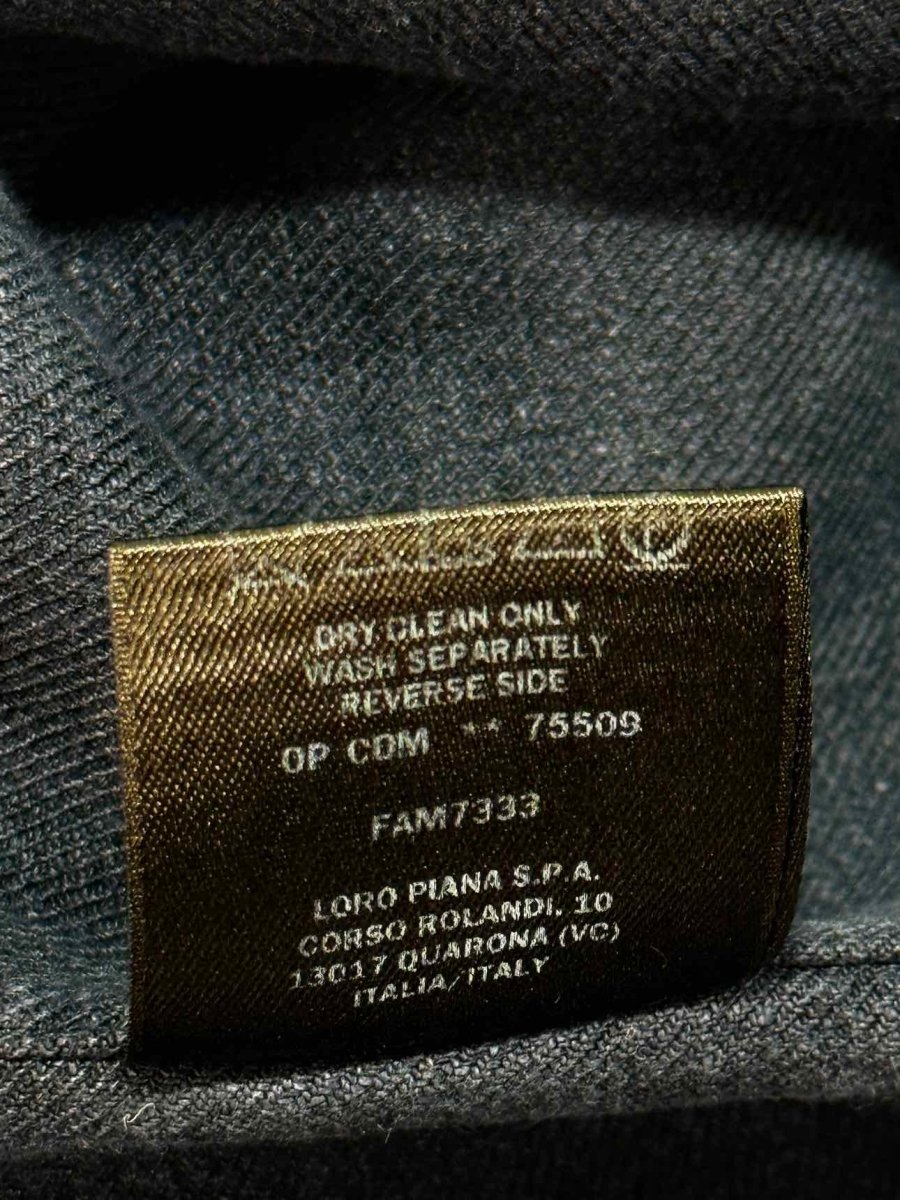 DRY CLEAN ONLY
WASH SEPARATELY
REVERSE SIDE
OP CDM ** 75509
FAM7333
LORO PIANA S.P.A.
CORSO ROLANDI, 10
13017 QUARONA (VC)
ITALIA/ITALY